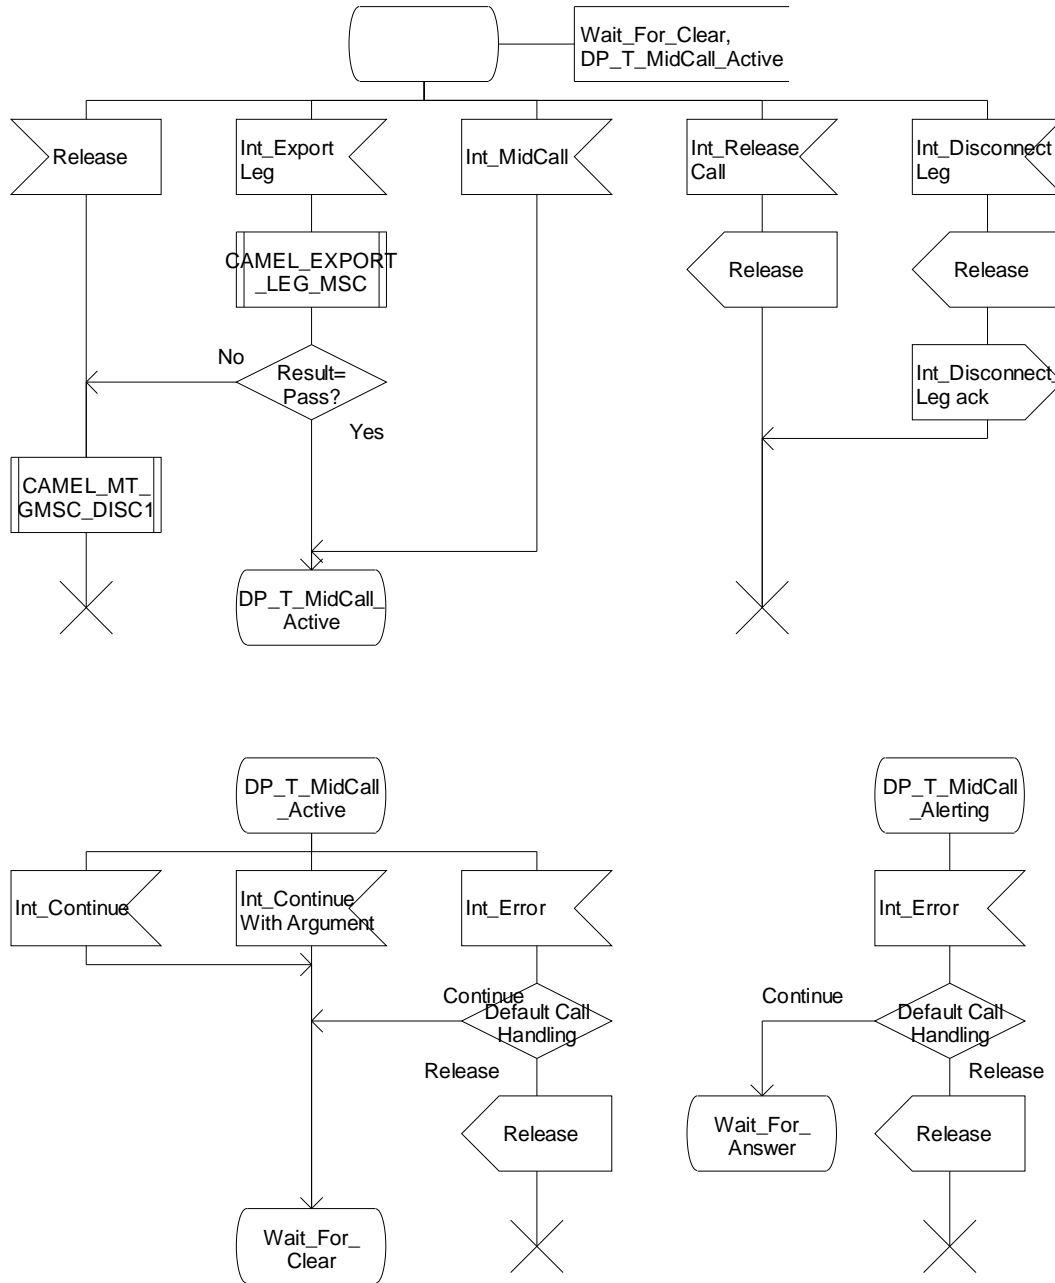 Wait_For_Clear,
DP_T_MidCall_Active
Release
Int_Export
Leg
Int_MidCall
Int_Release
Call
Int_Disconnect
Leg
CAMEL_EXPORT
_LEG_MSC
Release
Release
No
Result=
Pass?
Yes
Int_Disconnect_
Leg ack
CAMEL_MT_
GMSC_DISC1
DP_T_MidCall_
Active
DP_T_MidCall
_Active
DP_T_MidCall
_Alerting
Int_Continue
Int_Continue
With Argument
Int_Error
Int_Error
Continue
Default Call
Handling
Release
Continue
Default Call
Handling
Release
Release
Wait_For_
Answer
Release
Wait_For_
Clear